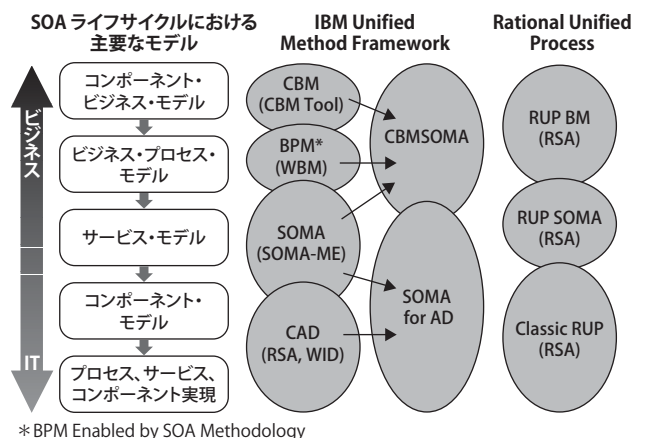 SOA ライフサイクルにおける
主要なモデル
IBM Unified
Method Framework
Rational Unified
Process
ビジネス
IT
コンポーネント・
ビジネス・モデル
ビジネス・プロセス・
モデル
サービス・モデル
コンポーネント・
モデル
プロセス、サービス、
コンポーネント実現
CBM
(CBM Tool)
BPM*
(WBM)
SOMA
(SOMA-ME)
CAD
(RSA, WID)
CBMSOMA
SOMA
for AD
RUP BM
(RSA)
RUP SOMA
(RSA)
Classic RUP
(RSA)
＊BPM Enabled by SOA Methodology